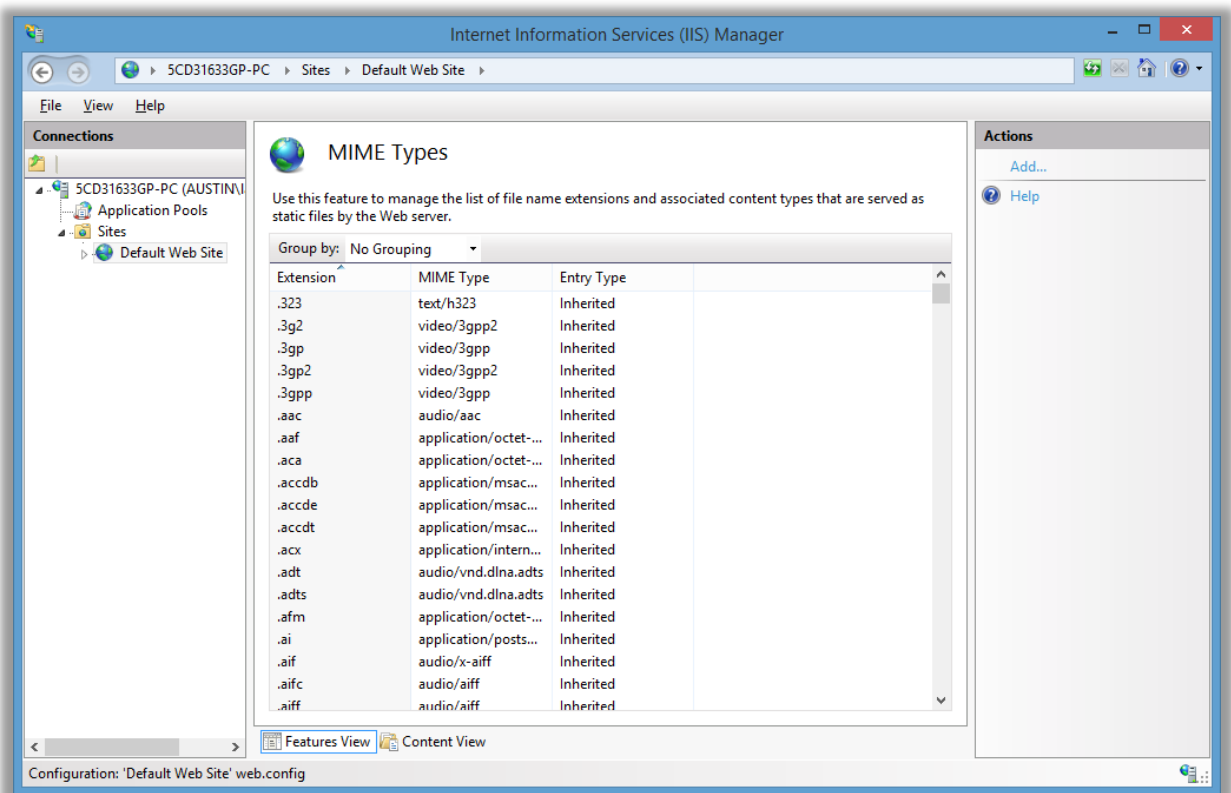 Internet Information Services (IIS) Manager
5CD31633GP-PC Sites Default Web Site
File View Help
Connections
5CD31633GP-PC (AUSTIN\
Application Pools
Sites
Default Web Site
MIME Types
Use this feature to manage the list of file name extensions and associated content types that are served as
static files by the Web server.
Group by: No Grouping
Extension MIME Type Entry Type
.323 text/h323 Inherited
.3g2 video/3gpp2 Inherited
.3gp video/3gpp Inherited
.3gp2 video/3gpp2 Inherited
.3gpp video/3gpp Inherited
.aac audio/aac Inherited
.aaf application/octet-... Inherited
.aca application/octet-... Inherited
.accdb application/msac... Inherited
.accde application/msac... Inherited
.accdt application/msac... Inherited
.acx application/intern... Inherited
.adt audio/vnd.dlna.adts Inherited
.adts audio/vnd.dlna.adts Inherited
.afm application/octet-... Inherited
.ai application/posts... Inherited
.aif audio/x-aiff Inherited
.aifc audio/aiff Inherited
.aiff audio/aiff Inherited
Features View Content View
Actions
Add...
Help
Configuration: 'Default Web Site' web.config